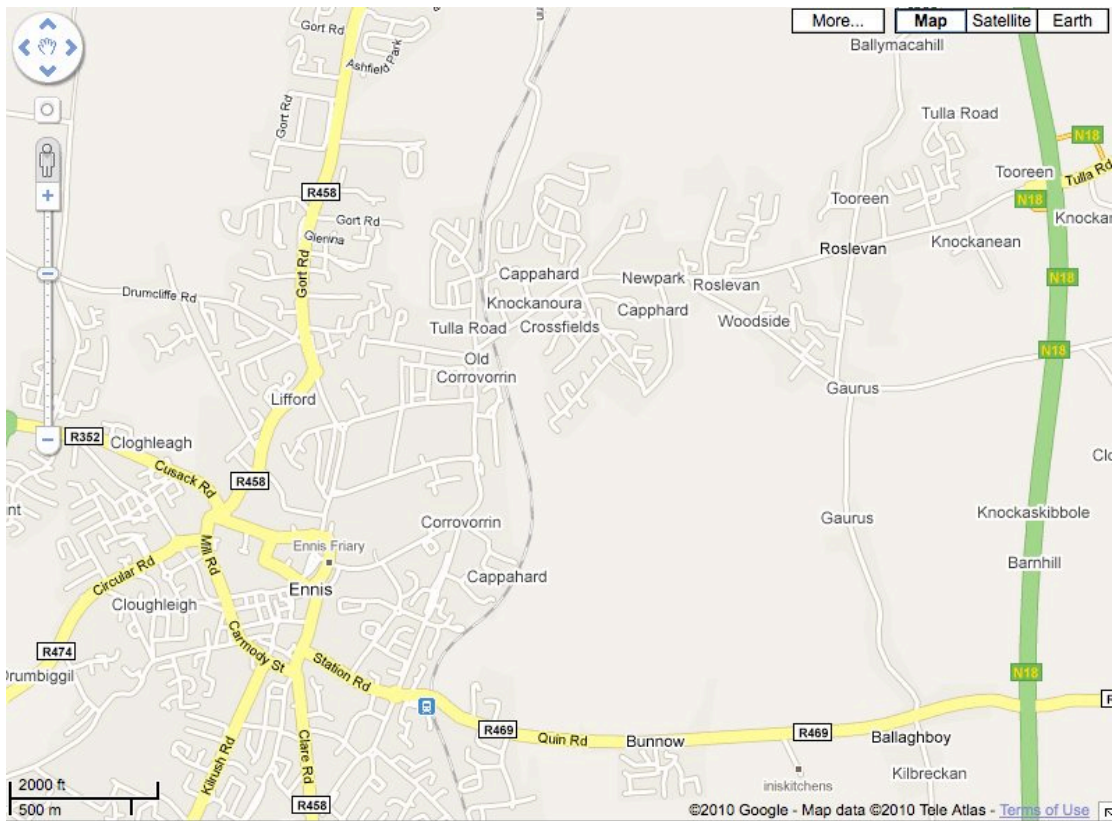 Gort Rd
Ashfield Park
More...
Map
Satellite
Earth
Ballymacahill
Gort Rd
Tulla Road
N18
R458
Tooreen
Tulla Rd
Tooreen
N18
Gort Rd
Glenina
Roslevan
Knockanean
Gort Rd
Drumcliffe Rd
Cappahard
Newpark
Roslevan
N18
Knockanoura
Capphard
Tulla Road
Crossfields
Woodside
Old
Corrovorrin
N18
Lifford
Gaurus
R352
Cloghleagh
Cusack Rd
R458
Mill Rd
Corrovorrin
Gaurus
Knockaskibbole
Ennis Friary
Circular Rd
Cappahard
Barnhill
Ennis
Cloughleigh
Carmody St
R474
Drumbiggil
Station Rd
N18
R469
Quin Rd
Bunnow
R469
Ballaghboy
Kilrush Rd
Clare Rd
Kilbreckan
iniskitchens
R458
2000 ft
500 m
©2010 Google - Map data ©2010 Tele Atlas - Terms of Use